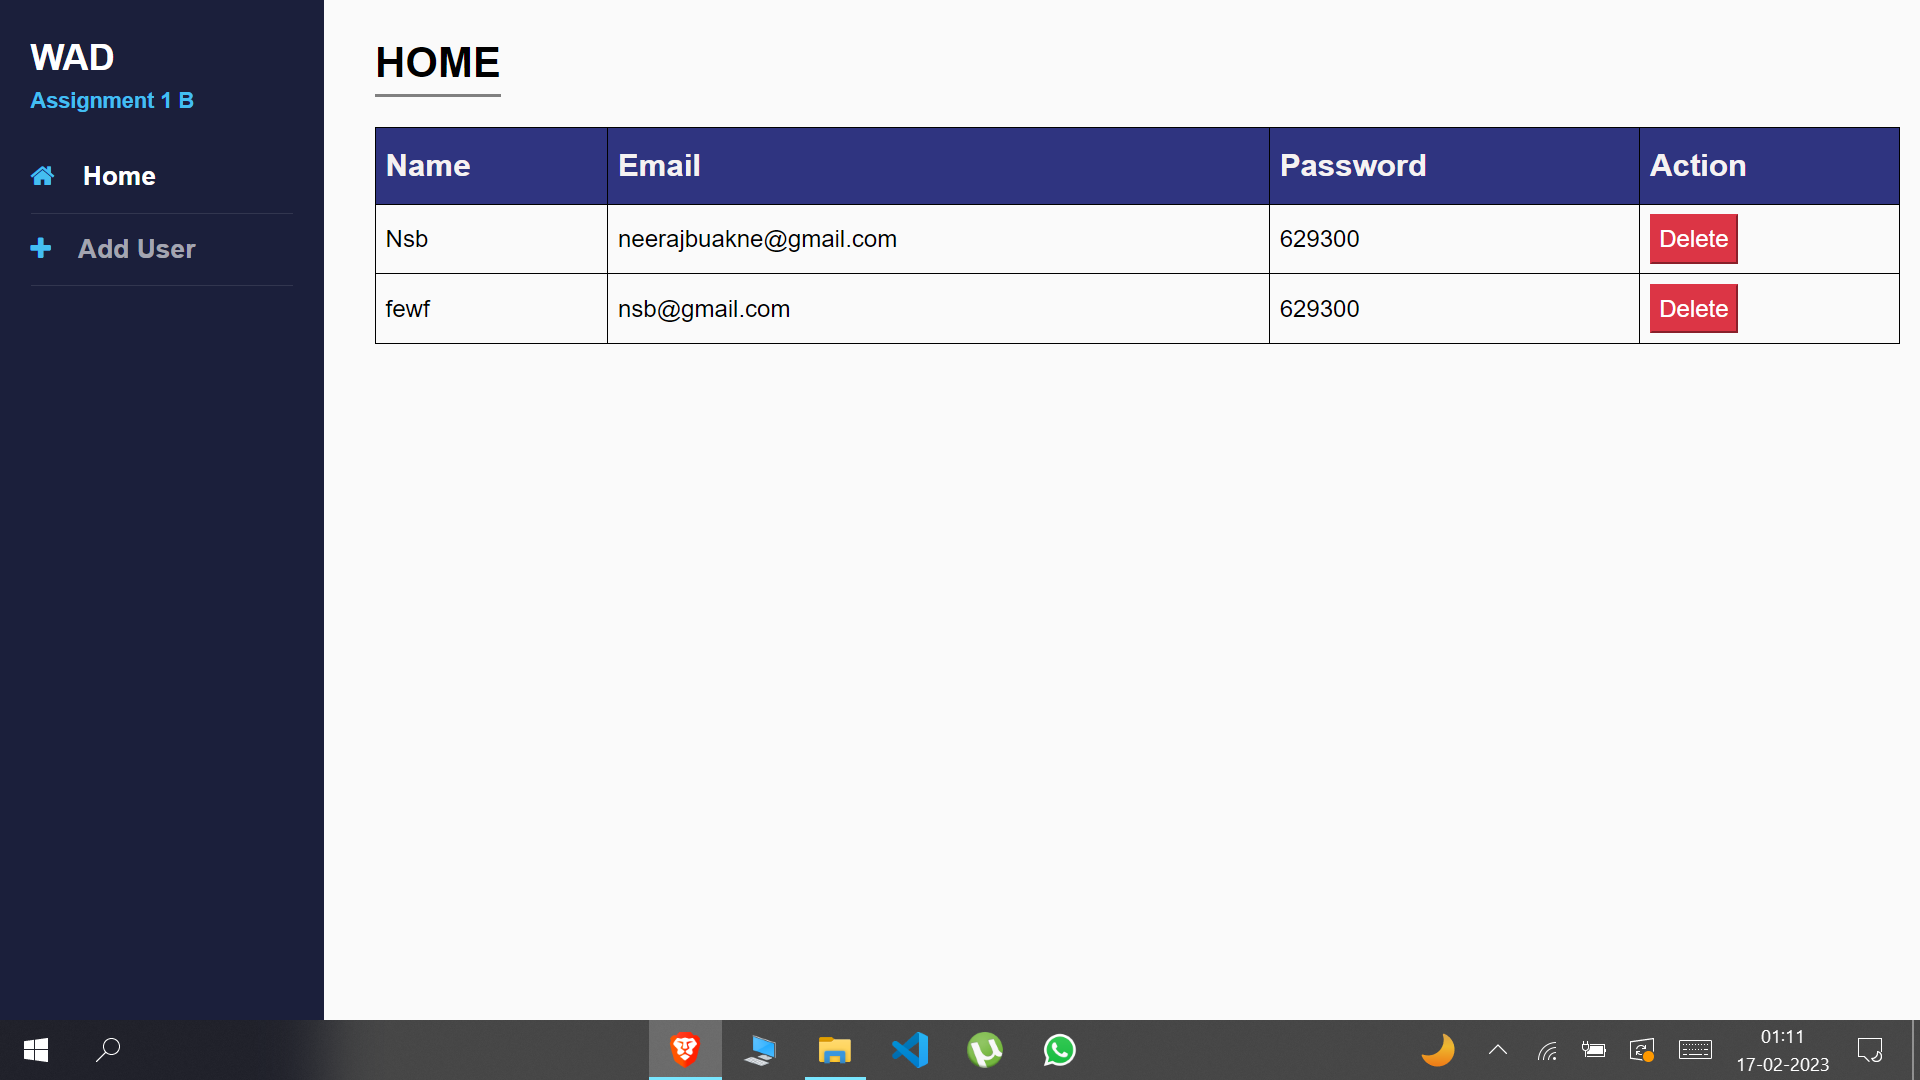 WAD
Assignment 1 B
Home
Add User
HOME
Name Email Password Action
Nsb neerajbuakne@gmail.com 629300 Delete
fewf nsb@gmail.com 629300 Delete
01:11
17-02-2023